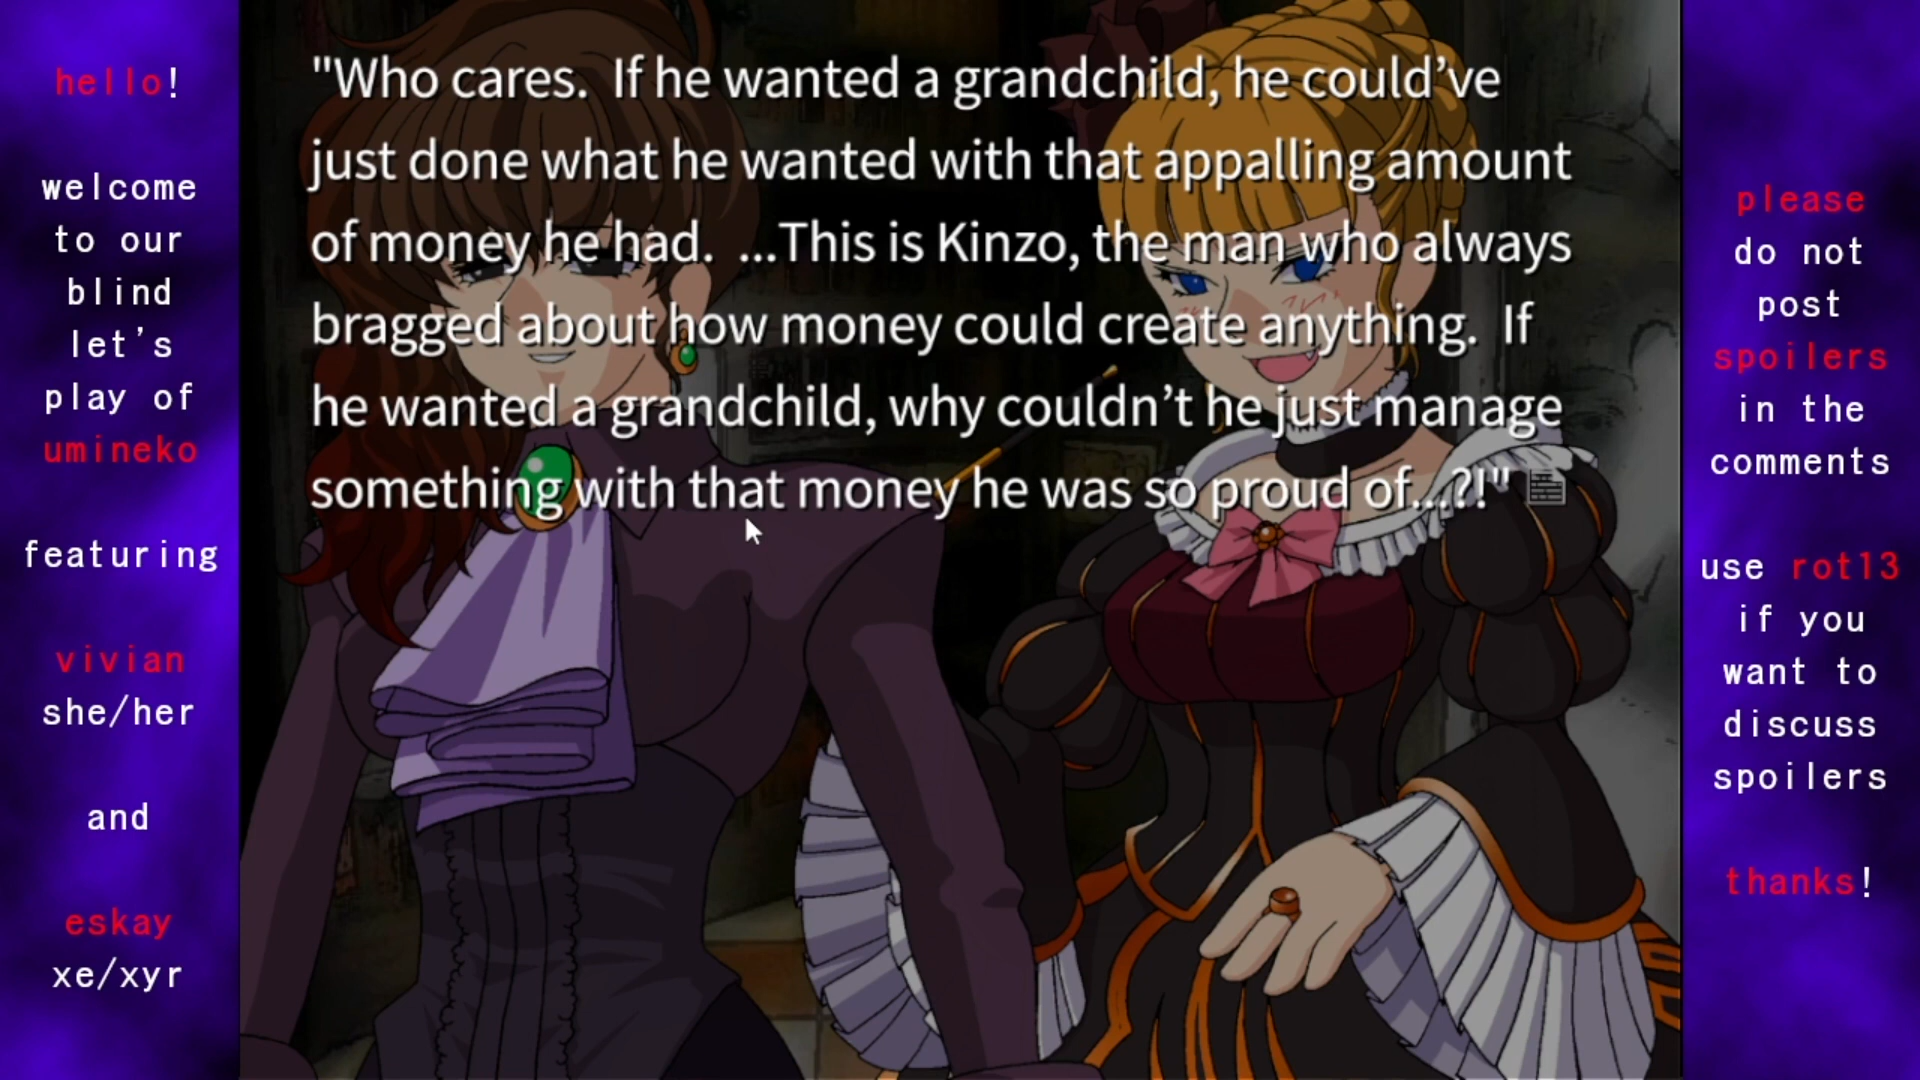 hello!
welcome
to our
blind
let's
play of
umineko
featuring
vivian
she/her
and
eskay
xe/xyr
"Who cares.  If he wanted a grandchild, he could’ve
just done what he wanted with that appalling amount
of money he had.  ...This is Kinzo, the man who always
bragged about how money could create anything.  If
he wanted a grandchild, why couldn’t he just manage
something with that money he was so proud of...?!"
please
do not
post
spoilers
in the
comments
use rot13
if you
want to
discuss
spoilers
thanks!